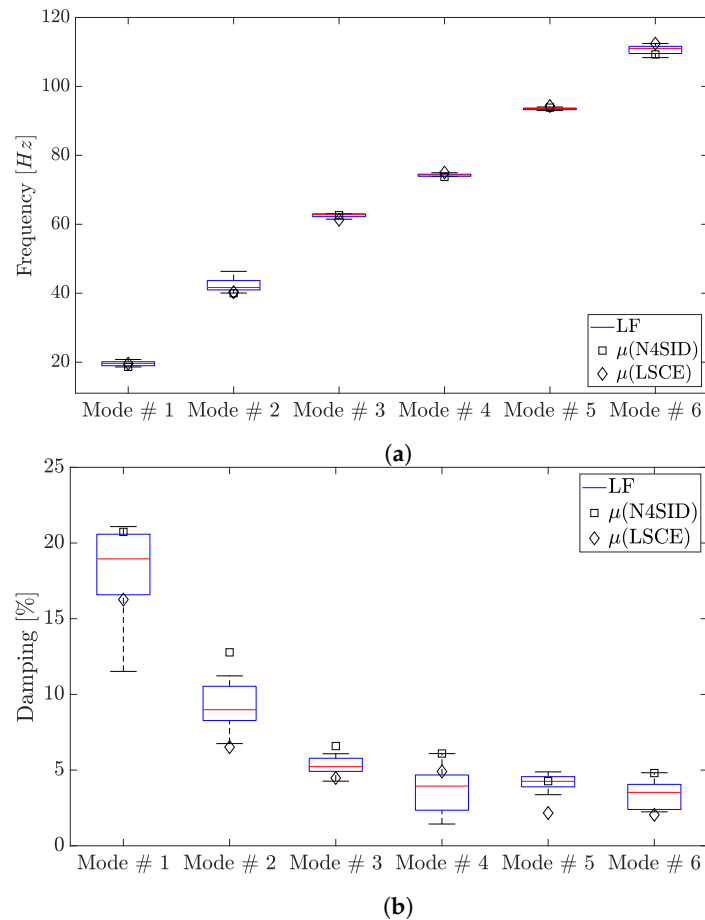 120
100
80
60
40
20
Frequency [Hz]
LF
μ(N4SID)
μ(LSCE)
Mode # 1 Mode # 2 Mode # 3 Mode # 4 Mode # 5 Mode # 6
(a)
25
20
15
10
5
0
Damping [%]
LF
μ(N4SID)
μ(LSCE)
Mode # 1 Mode # 2 Mode # 3 Mode # 4 Mode # 5 Mode # 6
(b)